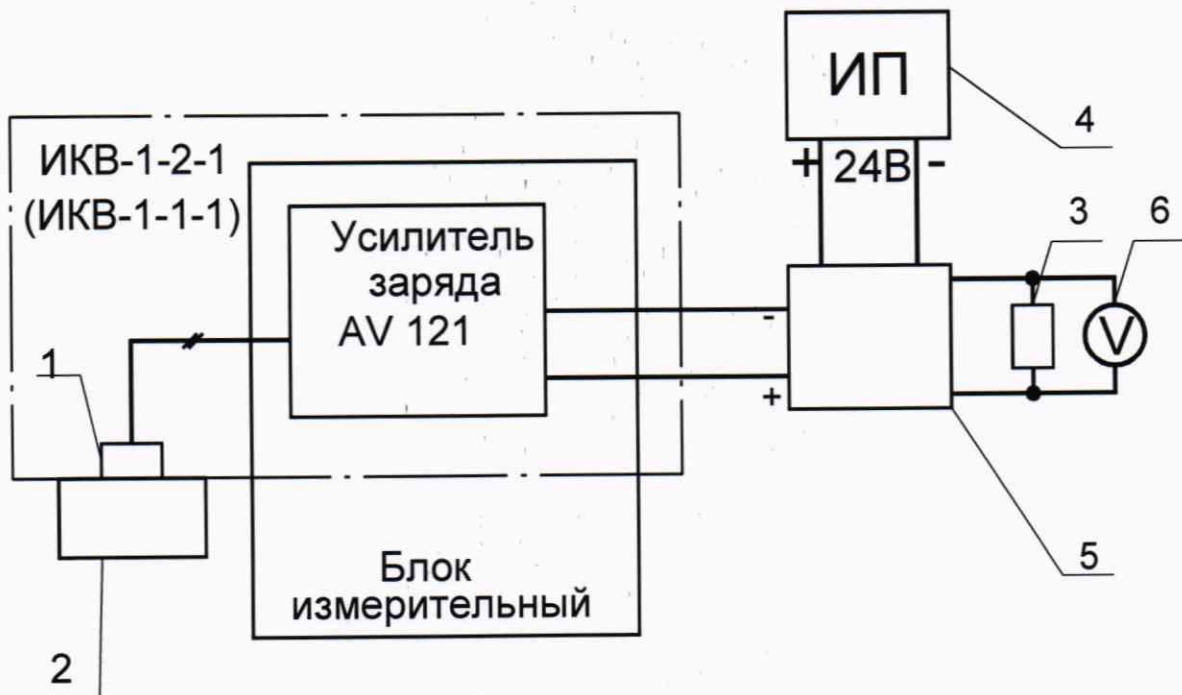 ИП
4
+ 24В -
ИКВ-1-2-1
(ИКВ-1-1-1)
Усилитель
заряда
AV 121
3
6
-
V
1
+
5
Блок
измерительный
2